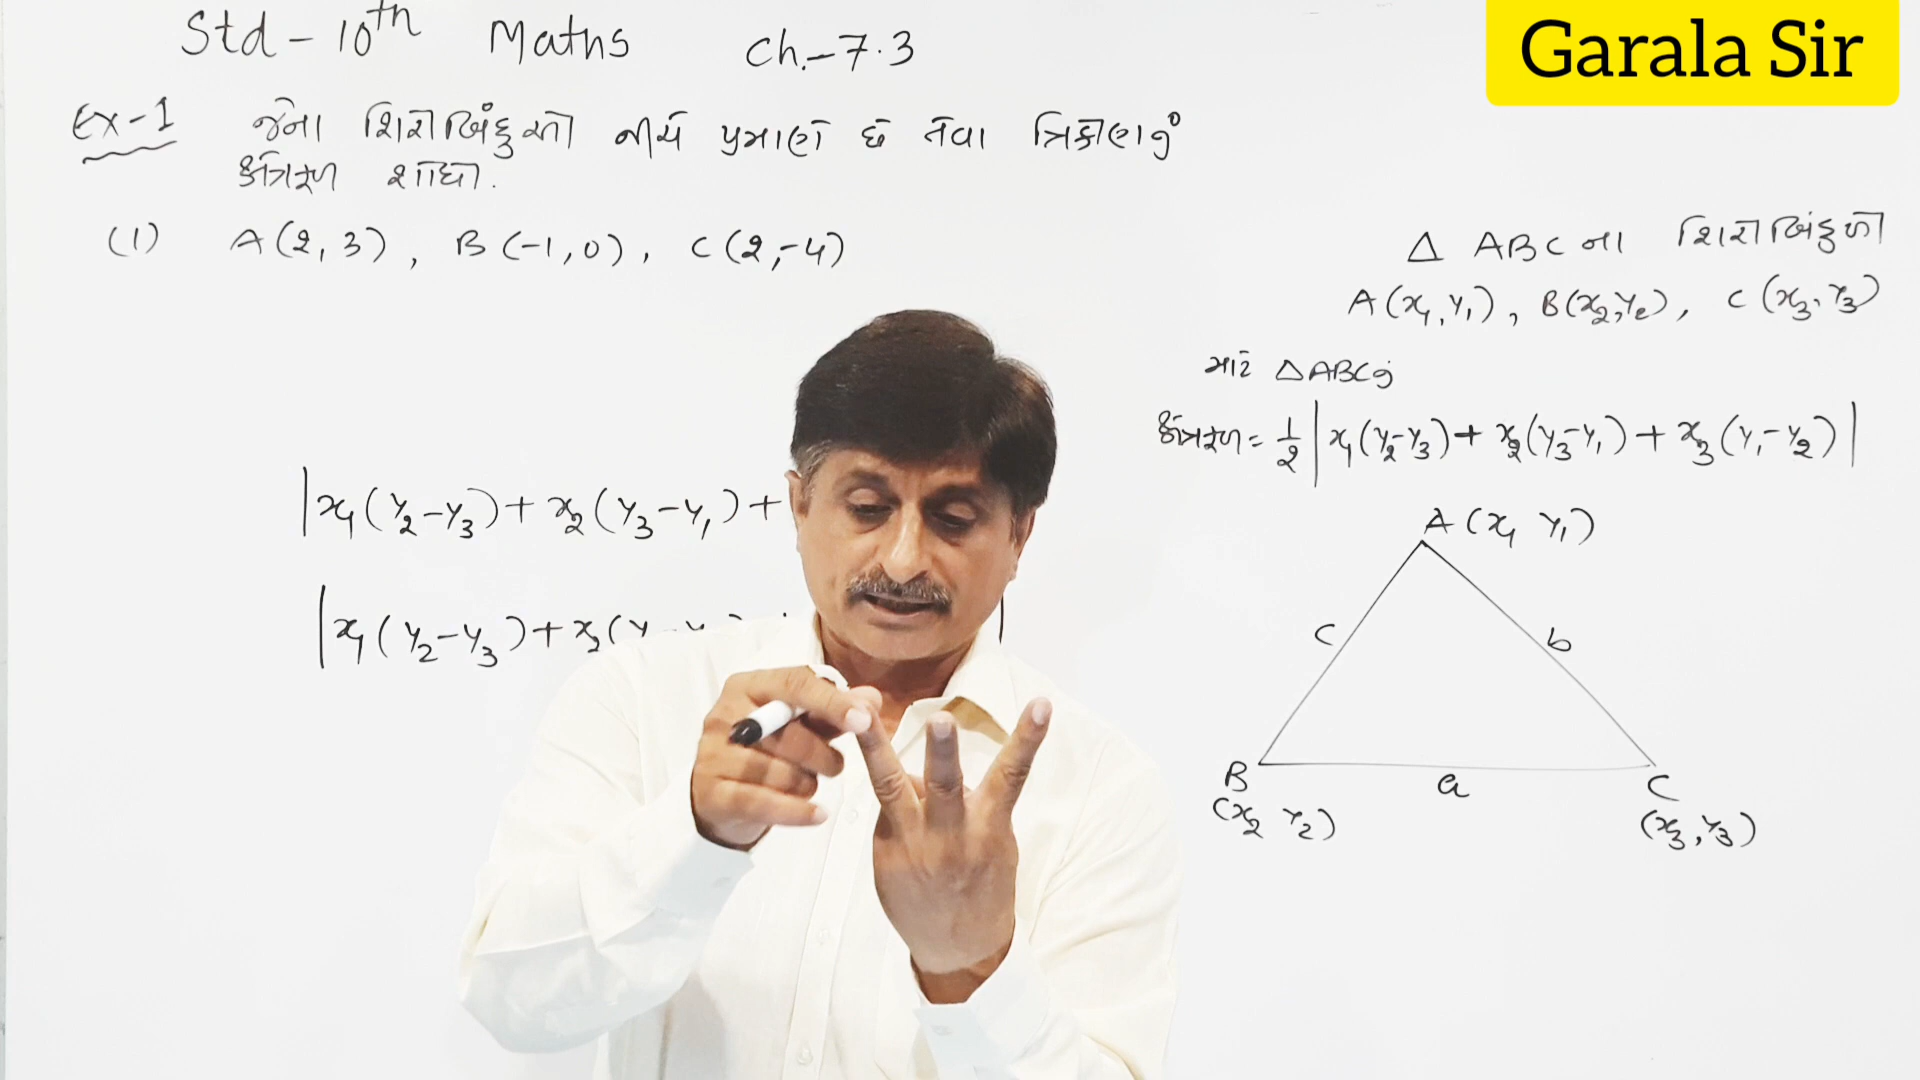 Std - 10th Maths Ch.-7.3
Garala Sir
Ex-1 જેના શિરોબિંદુઓ નીચે પ્રમાણે છે તેવા ત્રિકોણનું
ક્ષેત્રફળ શોધો.
(1) A(2,3), B(-1,0), C(2,-4)
△ ABC ના શિરોબિંદુઓ
A(x₁,y₁), B(x₂,y₂), C(x₃,y₃)
માટે △ABCનું
ક્ષેત્રફળ = 1/2 |x₁(y₂-y₃)+ x₂(y₃-y₁)+ x₃(y₁-y₂)|
|x₁(y₂-y₃)+ x₂(y₃-y₁)+
|x₁(y₂-y₃)+x₂(y
A(x₁ y₁)
c b
B a C
(x₂ y₂) (x₃,y₃)